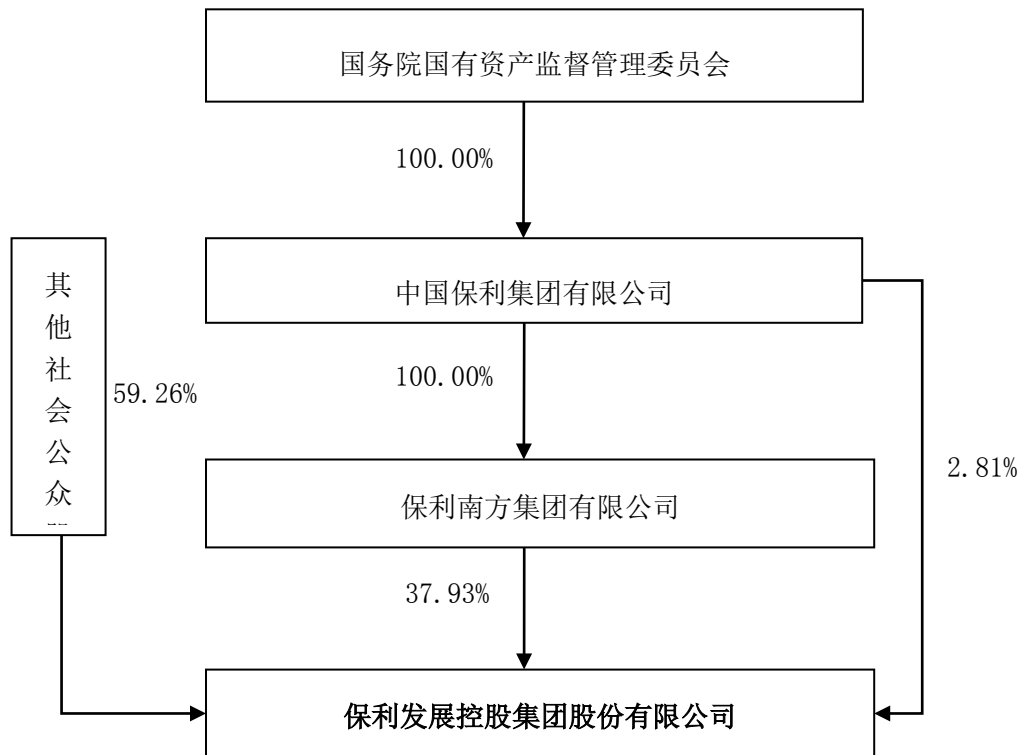 国务院国有资产监督管理委员会
100.00%
中国保利集团有限公司
其
他
社
会
公
众
59.26%
100.00%
2.81%
保利南方集团有限公司
37.93%
保利发展控股集团股份有限公司